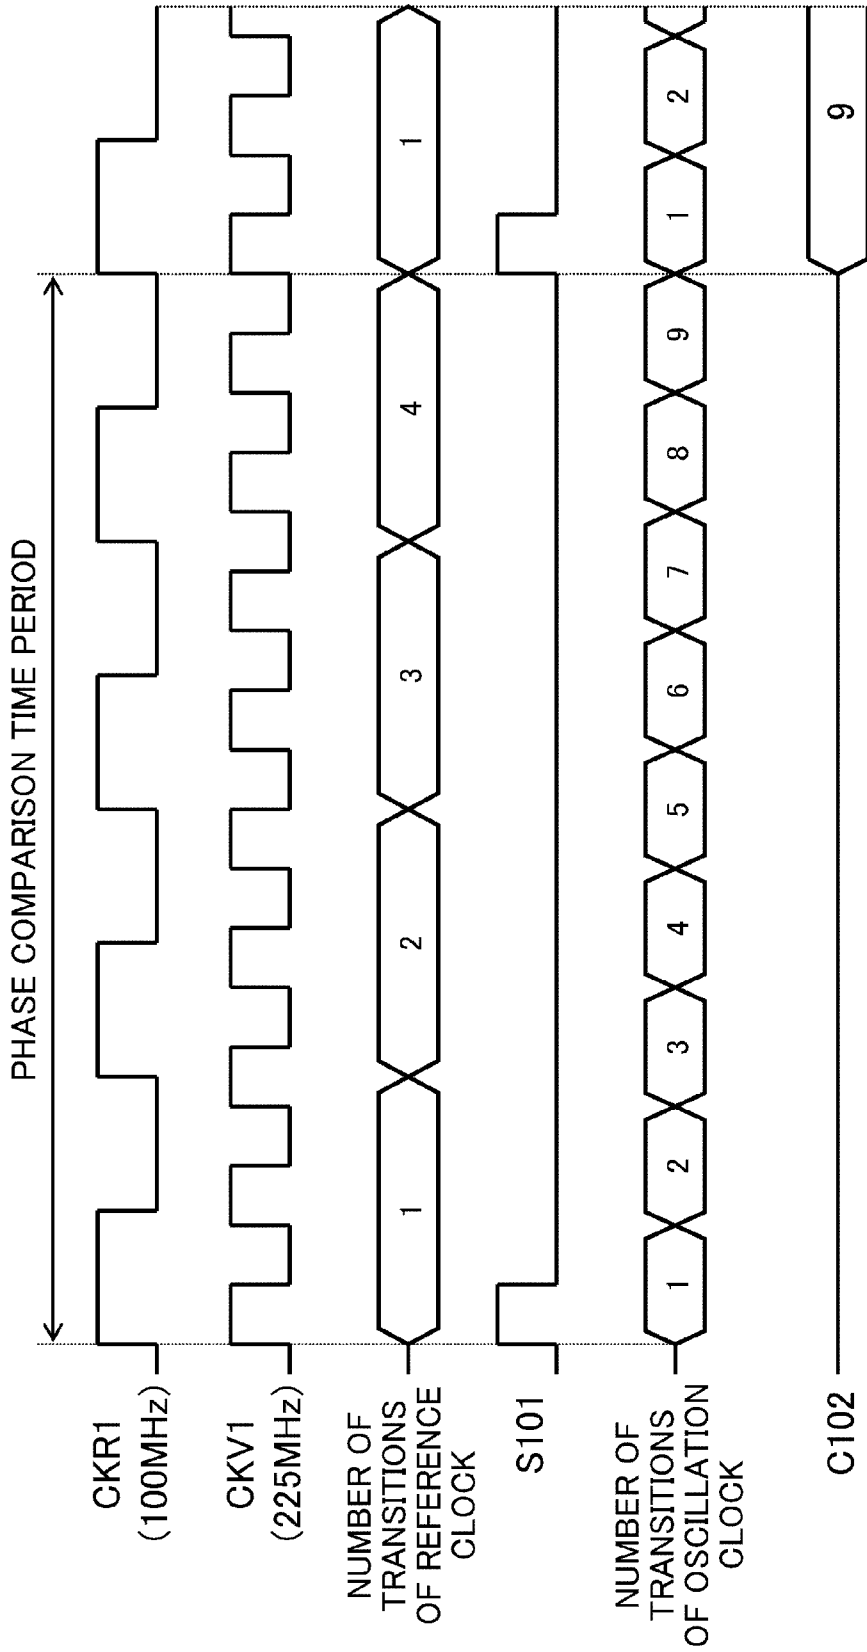 PHASE COMPARISON TIME PERIOD
CKR1
(100MHz)
CKV1
(225MHz)
NUMBER OF
TRANSITIONS
OF REFERENCE
CLOCK
1 2 3 4 1
S101
NUMBER OF
TRANSITIONS
OF OSCILLATION
CLOCK
1 2 3 4 5 6 7 8 9 1 2
C102
9